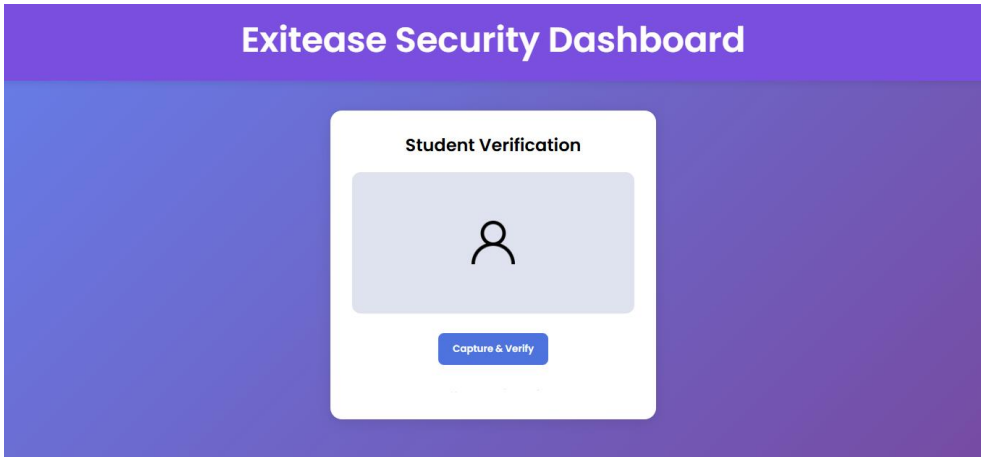 Exitease Security Dashboard
Student Verification
Capture & Verify